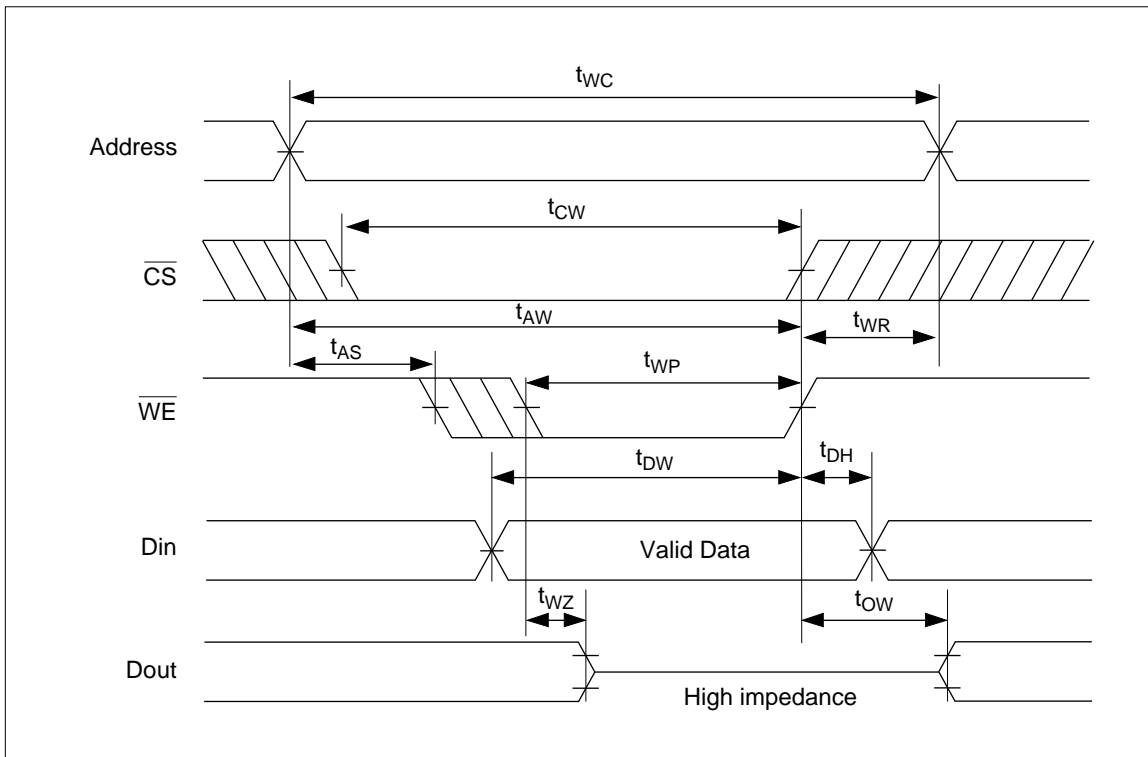 tWC
Address
tCW
CS
tAW
tWR
tAS
tWP
WE
tDW
tDH
Din
Valid Data
tWZ
tOW
Dout
High impedance